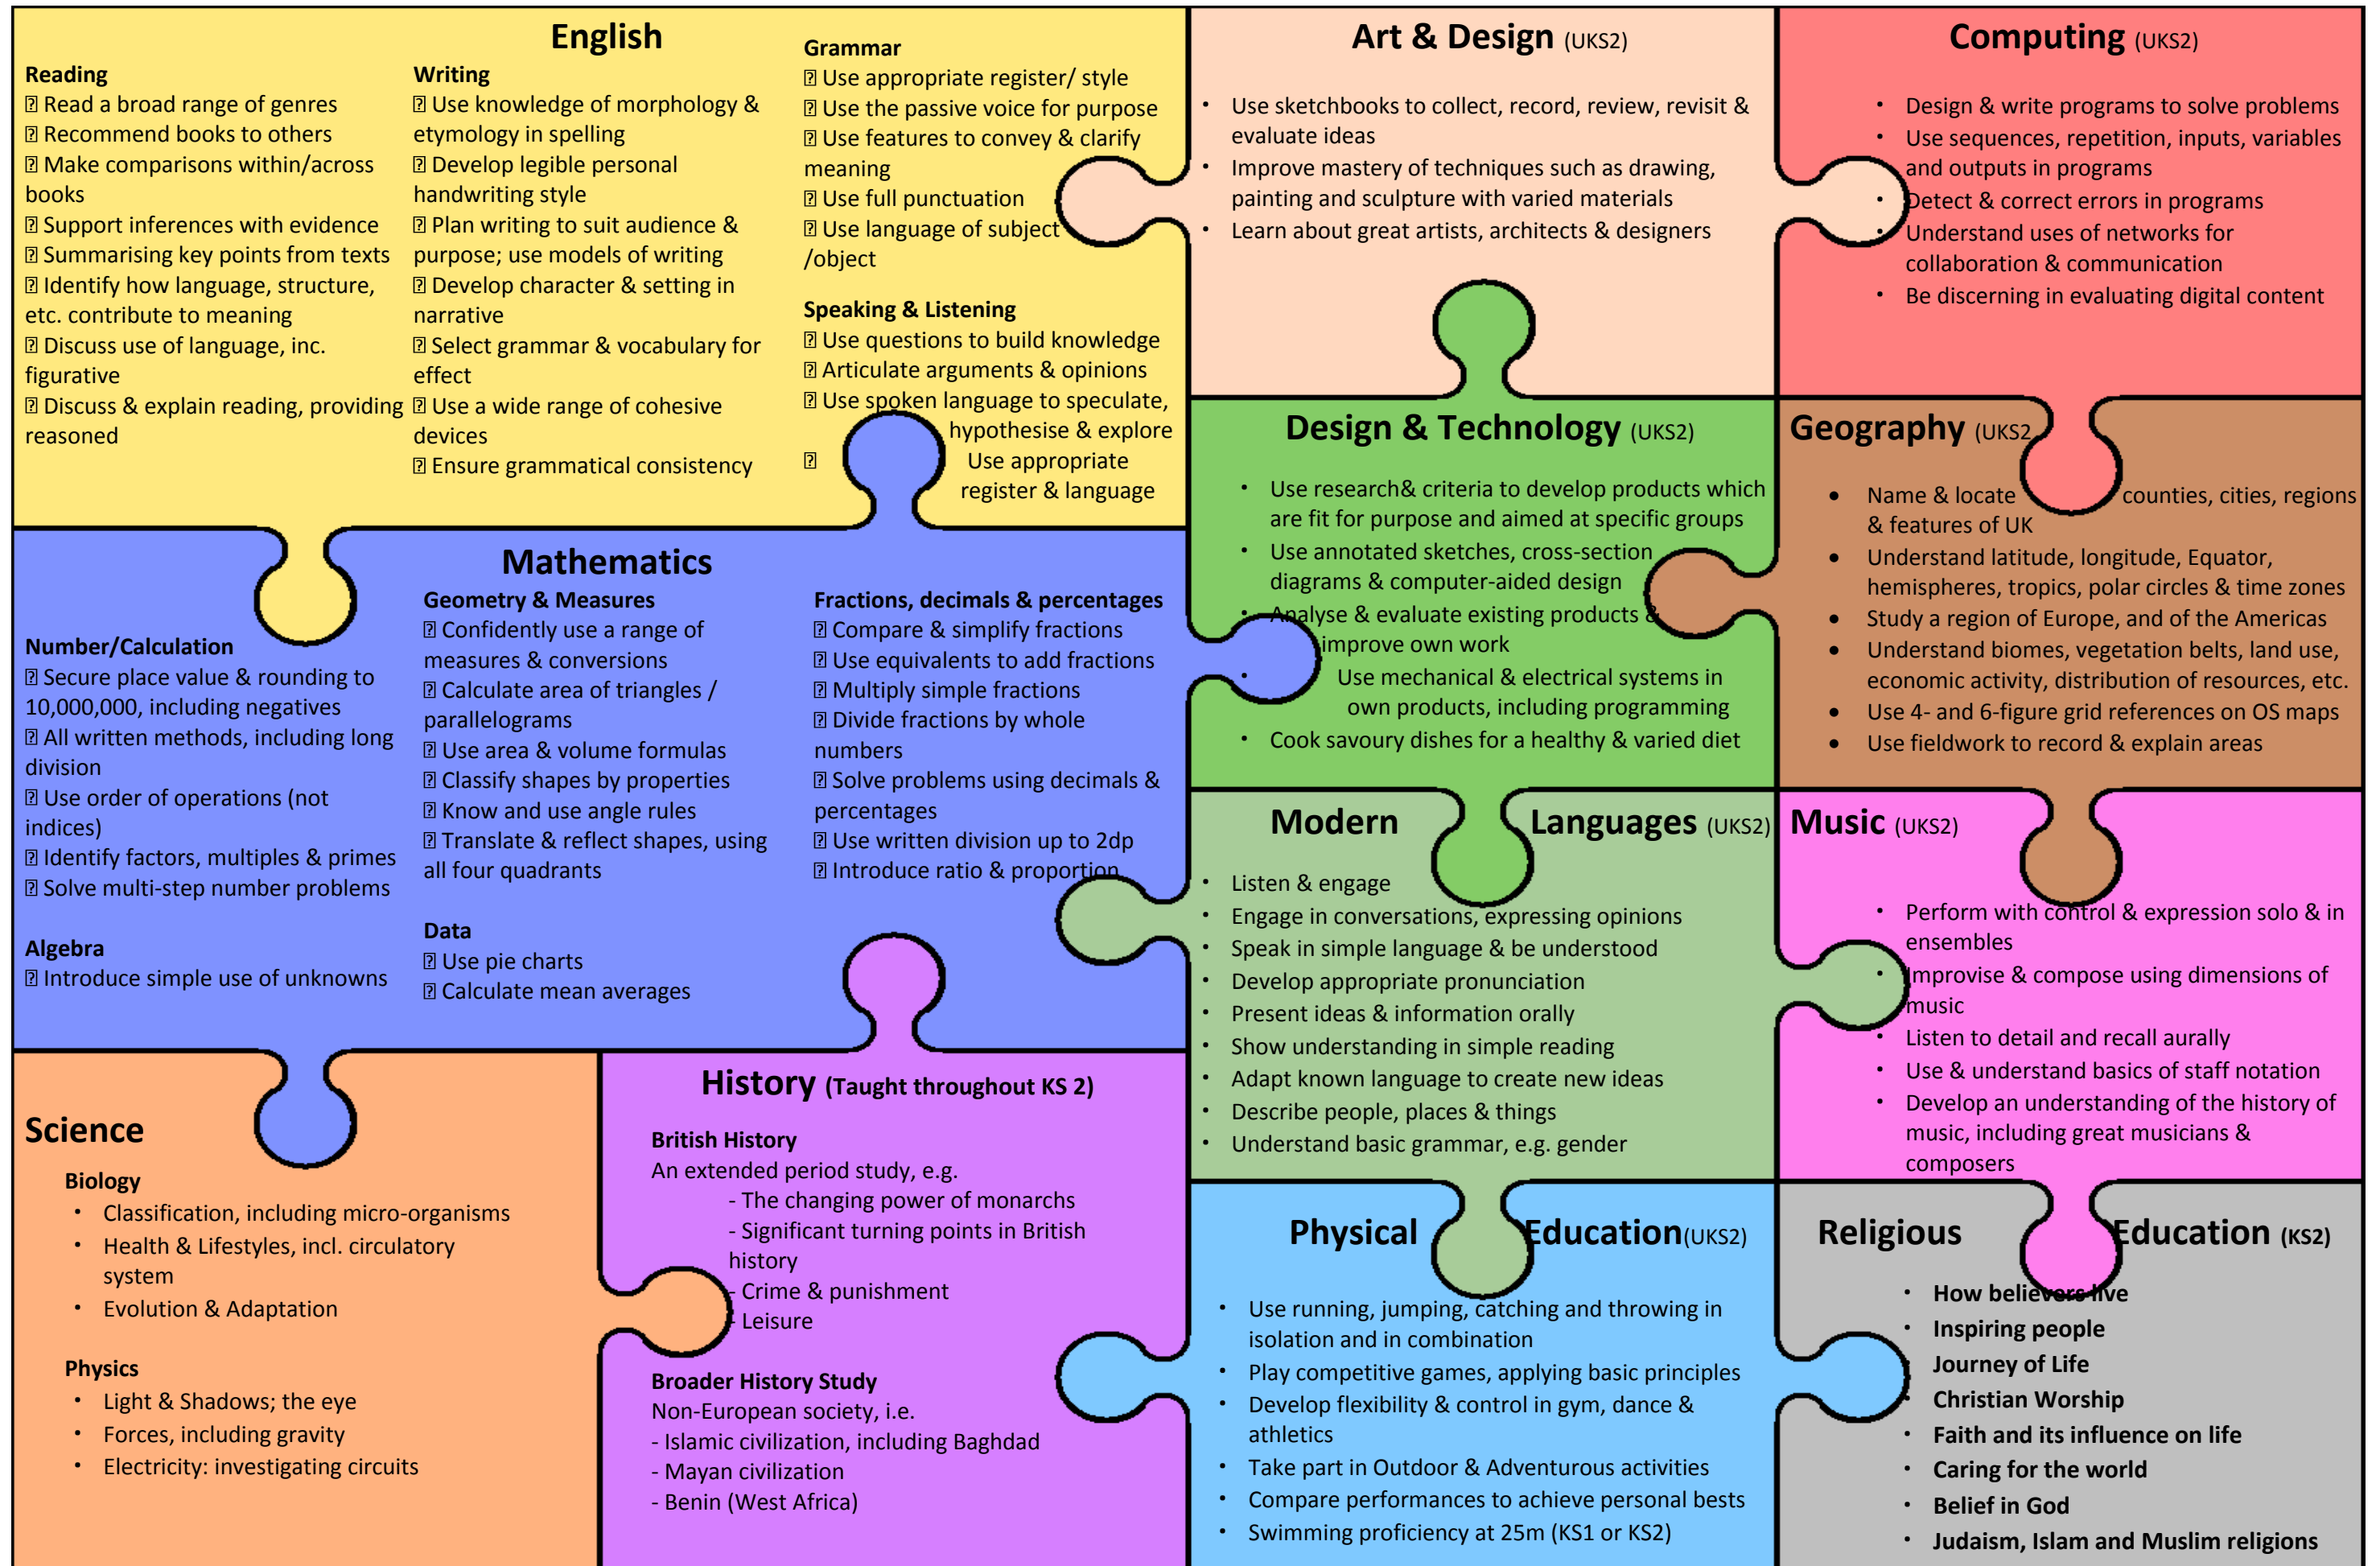 English
Reading
Read a broad range of genres
Recommend books to others
Make comparisons within/across
books
Support inferences with evidence
Summarising key points from texts
Identify how language, structure,
etc. contribute to meaning
Discuss use of language, inc.
figurative
Discuss & explain reading, providing
reasoned
Writing
Use knowledge of morphology &
etymology in spelling
Develop legible personal
handwriting style
Plan writing to suit audience &
purpose; use models of writing
Develop character & setting in
narrative
Select grammar & vocabulary for
effect
Use a wide range of cohesive
devices
Ensure grammatical consistency
Grammar
Use appropriate register/ style
Use the passive voice for purpose
Use features to convey & clarify
meaning
Use full punctuation
Use language of subject
/object
Speaking & Listening
Use questions to build knowledge
Articulate arguments & opinions
Use spoken language to speculate,
hypothesise & explore
Use appropriate
register & language
Art & Design (UKS2)
• Use sketchbooks to collect, record, review, revisit &
evaluate ideas
• Improve mastery of techniques such as drawing,
painting and sculpture with varied materials
• Learn about great artists, architects & designers
Computing (UKS2)
• Design & write programs to solve problems
• Use sequences, repetition, inputs, variables
and outputs in programs
• Detect & correct errors in programs
• Understand uses of networks for
collaboration & communication
• Be discerning in evaluating digital content
Mathematics
Number/Calculation
Secure place value & rounding to
10,000,000, including negatives
All written methods, including long
division
Use order of operations (not
indices)
Identify factors, multiples & primes
Solve multi-step number problems
Algebra
Introduce simple use of unknowns
Geometry & Measures
Confidently use a range of
measures & conversions
Calculate area of triangles /
parallelograms
Use area & volume formulas
Classify shapes by properties
Know and use angle rules
Translate & reflect shapes, using
all four quadrants
Data
Use pie charts
Calculate mean averages
Fractions, decimals & percentages
Compare & simplify fractions
Use equivalents to add fractions
Multiply simple fractions
Divide fractions by whole
numbers
Solve problems using decimals &
percentages
Use written division up to 2dp
Introduce ratio & proportion
Design & Technology (UKS2)
• Use research& criteria to develop products which
are fit for purpose and aimed at specific groups
• Use annotated sketches, cross-section
diagrams & computer-aided design
• Analyse & evaluate existing products &
improve own work
• Use mechanical & electrical systems in
own products, including programming
• Cook savoury dishes for a healthy & varied diet
Geography (UKS2
• Name & locate counties, cities, regions
& features of UK
• Understand latitude, longitude, Equator,
hemispheres, tropics, polar circles & time zones
• Study a region of Europe, and of the Americas
• Understand biomes, vegetation belts, land use,
economic activity, distribution of resources, etc.
• Use 4- and 6-figure grid references on OS maps
• Use fieldwork to record & explain areas
Modern Languages (UKS2)
• Listen & engage
• Engage in conversations, expressing opinions
• Speak in simple language & be understood
• Develop appropriate pronunciation
• Present ideas & information orally
• Show understanding in simple reading
• Adapt known language to create new ideas
• Describe people, places & things
• Understand basic grammar, e.g. gender
Music (UKS2)
• Perform with control & expression solo & in
ensembles
• Improvise & compose using dimensions of
music
• Listen to detail and recall aurally
• Use & understand basics of staff notation
• Develop an understanding of the history of
music, including great musicians &
composers
Science
Biology
• Classification, including micro-organisms
• Health & Lifestyles, incl. circulatory
system
• Evolution & Adaptation
Physics
• Light & Shadows; the eye
• Forces, including gravity
• Electricity: investigating circuits
History (Taught throughout KS 2)
British History
An extended period study, e.g.
- The changing power of monarchs
- Significant turning points in British
history
- Crime & punishment
- Leisure
Broader History Study
Non-European society, i.e.
- Islamic civilization, including Baghdad
- Mayan civilization
- Benin (West Africa)
Physical Education(UKS2)
• Use running, jumping, catching and throwing in
isolation and in combination
• Play competitive games, applying basic principles
• Develop flexibility & control in gym, dance &
athletics
• Take part in Outdoor & Adventurous activities
• Compare performances to achieve personal bests
• Swimming proficiency at 25m (KS1 or KS2)
Religious Education (KS2)
• How believers live
• Inspiring people
• Journey of Life
• Christian Worship
• Faith and its influence on life
• Caring for the world
• Belief in God
• Judaism, Islam and Muslim religions